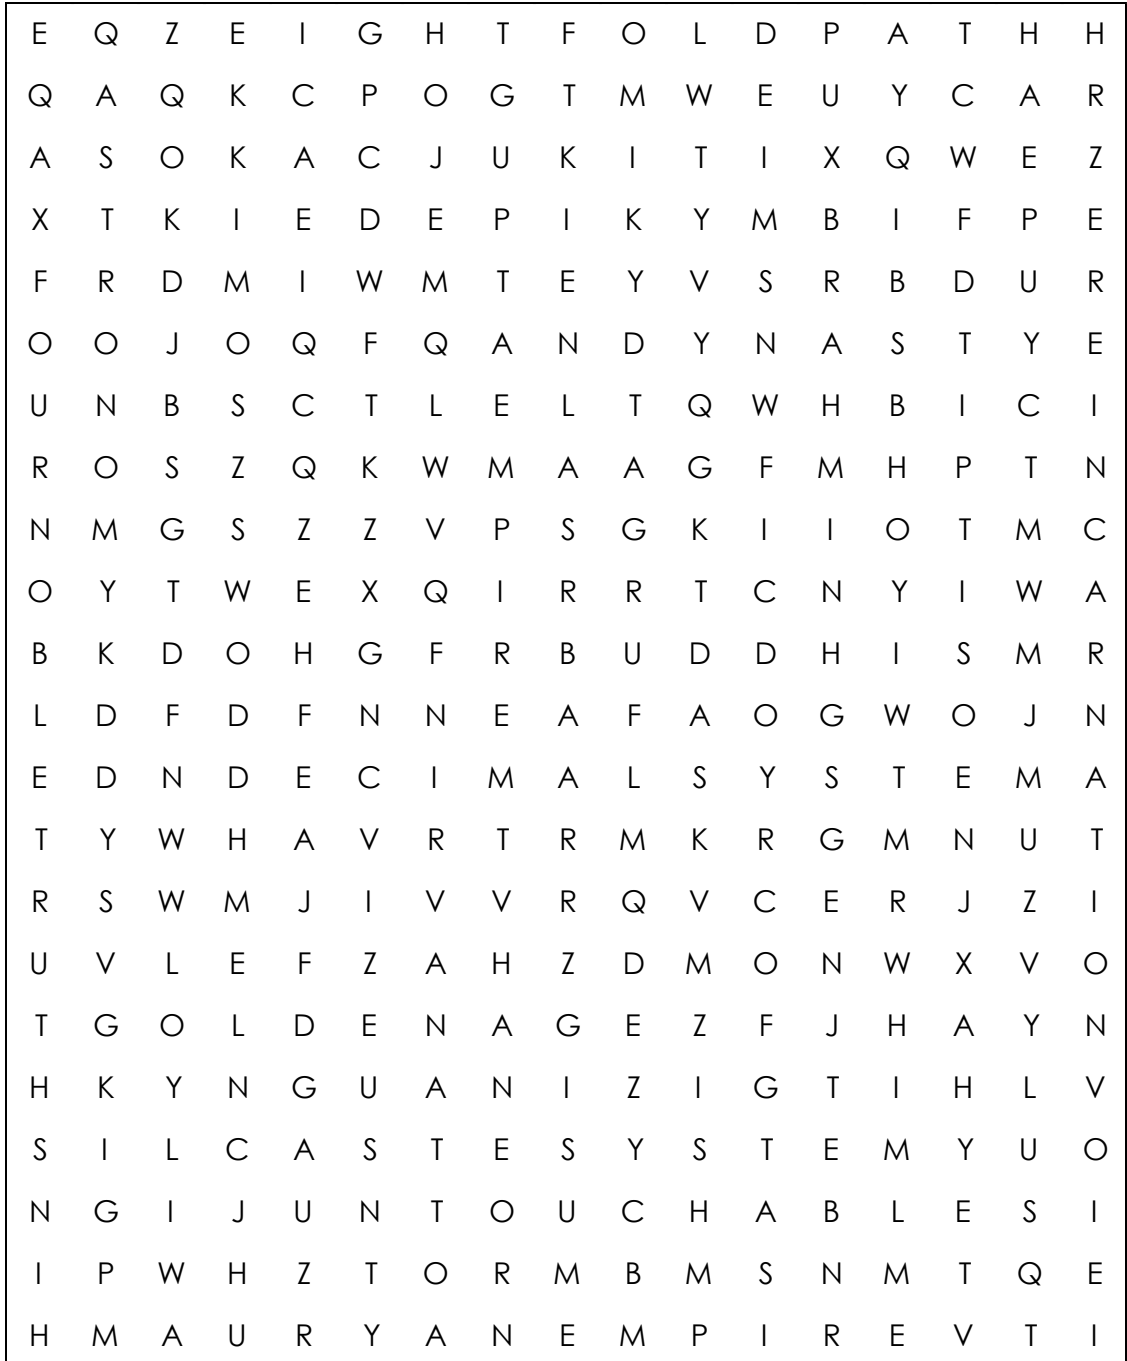 E Q Z E I G H T F O L D P A T H H
Q A Q K C P O G T M W E U Y C A R
A S O K A C J U K I T I X Q W E Z
X T K I E D E P I K Y M B I F P E
F R D M I W M T E Y V S R B D U R
O O J O Q F Q A N D Y N A S T Y E
U N B S C T L E L T Q W H B I C I
R O S Z Q K W M A A G F M H P T N
N M G S Z Z V P S G K I I O T M C
O Y T W E X Q I R R T C N Y I W A
B K D O H G F R B U D D H I S M R
L D F D F N N E A F A O G W O J N
E D N D E C I M A L S Y S T E M A
T Y W H A V R T R M K R G M N U T
R S W M J I V V R Q V C E R J Z I
U V L E F Z A H Z D M O N W X V O
T G O L D E N A G E Z F J H A Y N
H K Y N G U A N I Z I G T I H L V
S I L C A S T E S Y S T E M Y U O
N G I J U N T O U C H A B L E S I
I P W H Z T O R M B M S N M T Q E
H M A U R Y A N E M P I R E V T I